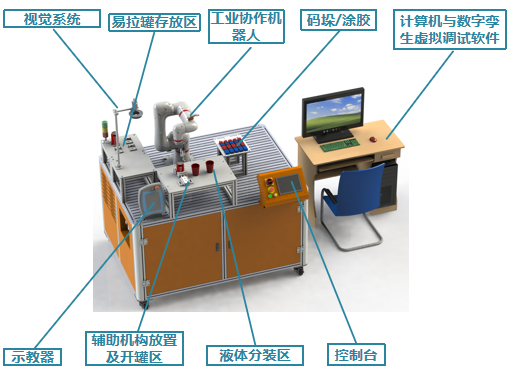 视觉系统
易拉罐存放区
工业协作机
器人
码垛/涂胶
计算机与数字孪
生虚拟调试软件
示教器
辅助机构放置
及开罐区
液体分装区
控制台